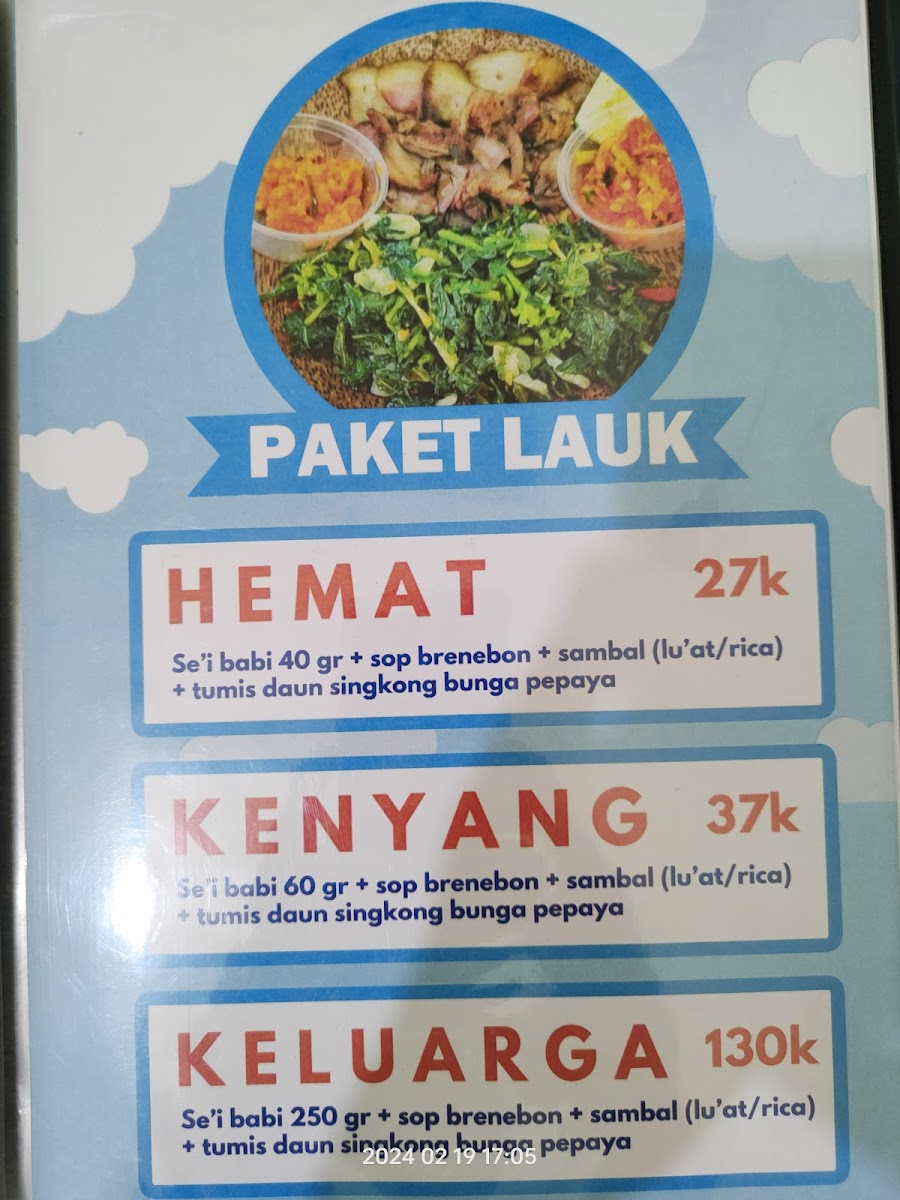 PAKET LAUK
HEMAT 27k
Se'i babi 40 gr + sop brenebon + sambal (lu'at/rica)
+ tumis daun singkong bunga pepaya
KENYANG 37k
Se'i babi 60 gr + sop brenebon + sambal (lu'at/rica)
+ tumis daun singkong bunga pepaya
KELUARGA 130k
Se'i babi 250 gr + sop brenebon + sambal (lu'at/rica)
+ tumis daun singkong bunga pepaya
2024 02 19 17:05